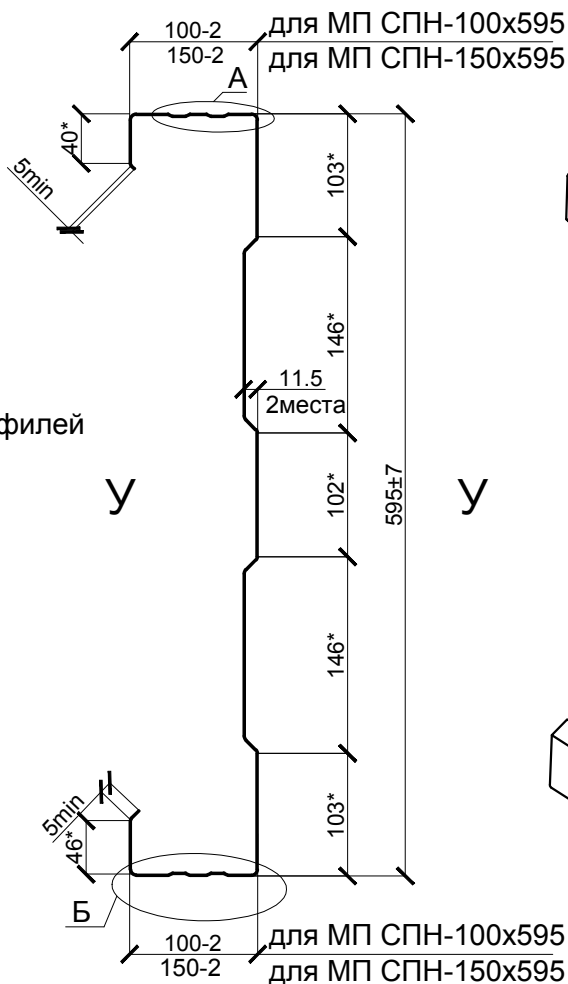 100-2 для МП СПН-100х595
150-2 для МП СПН-150х595
А
40*
5min
103*
146*
11.5
2места
филей
102*
595±7
У
У
146*
5min
46*
103*
Б
100-2 для МП СПН-100х595
150-2 для МП СПН-150х595